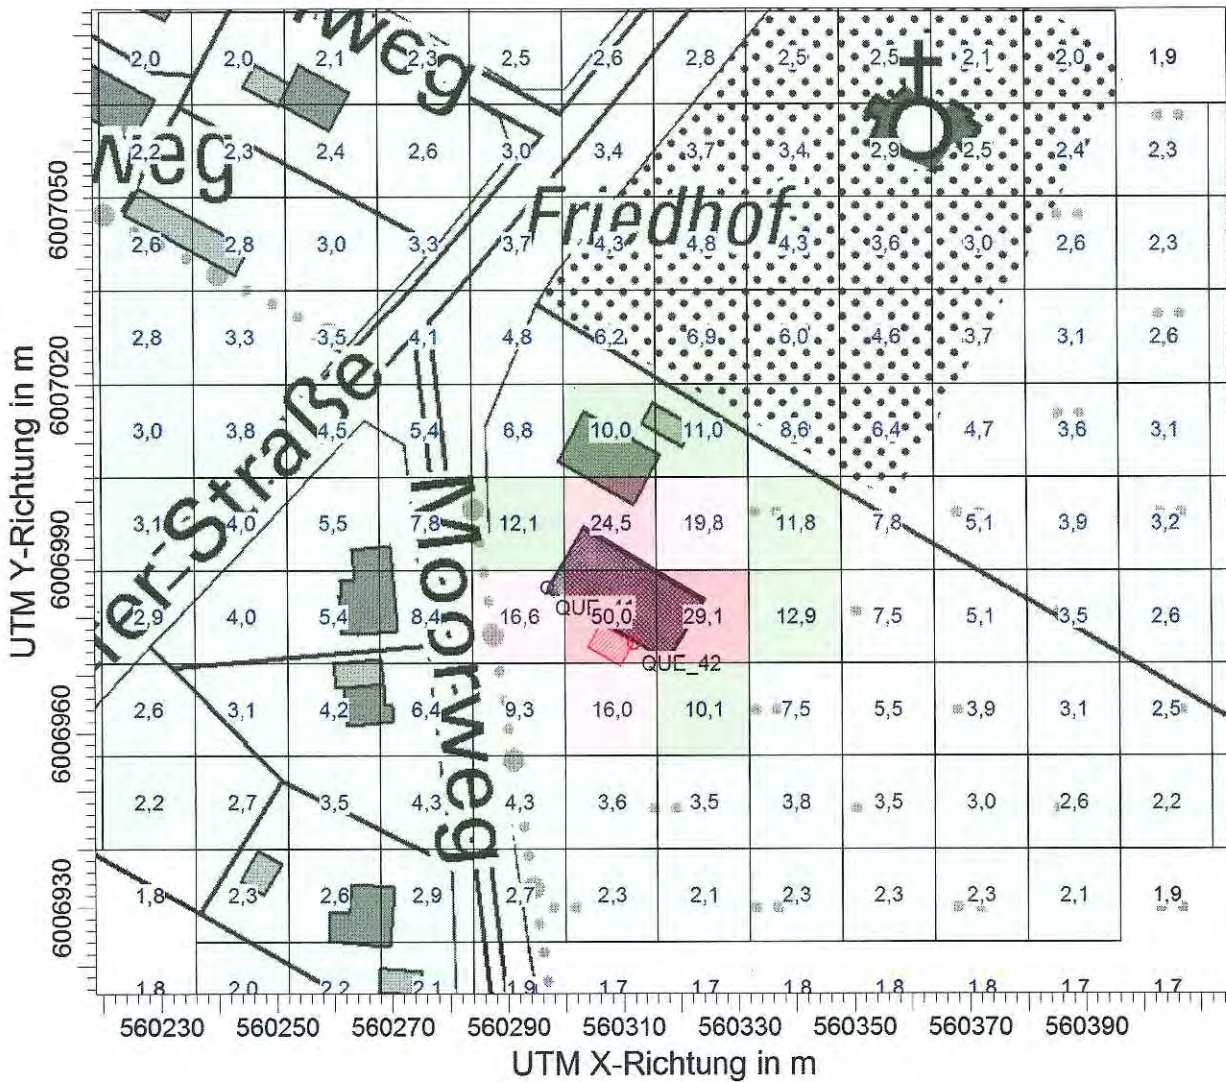 2,0 2,0 2,1 2,3 2,5 2,6 2,8 2,5 2,5 2,1 2,0 1,9
weg
weg
2,2 2,3 2,4 2,6 3,0 3,4 3,7 3,4 2,9 2,5 2,4 2,3
Friedhof
2,6 2,8 3,0 3,3 3,7 4,3 4,8 4,3 3,6 3,0 2,6 2,3
2,8 3,3 3,5 4,1 4,8 6,2 6,9 6,0 4,6 3,7 3,1 2,6
3,0 3,8 4,5 5,4 6,8 10,0 11,0 8,6 6,4 4,7 3,6 3,1
er-Straße
3,1 4,0 5,5 7,8 12,1 24,5 19,8 11,8 7,8 5,1 3,9 3,2
Moorweg
2,9 4,0 5,4 8,4 16,6 50,0 29,1 12,9 7,5 5,1 3,5 2,6
QUE_42
2,6 3,1 4,2 6,4 9,3 16,0 10,1 7,5 5,5 3,9 3,1 2,5
2,2 2,7 3,5 4,3 4,3 3,6 3,5 3,8 3,5 3,0 2,6 2,2
1,8 2,3 2,6 2,9 2,7 2,3 2,1 2,3 2,3 2,3 2,1 1,9
1,8 2,0 2,2 2,1 1,9 1,7 1,7 1,8 1,8 1,8 1,7 1,7
UTM Y-Richtung in m
6007050
6007020
6006990
6006960
6006930
560230 560250 560270 560290 560310 560330 560350 560370 560390
UTM X-Richtung in m